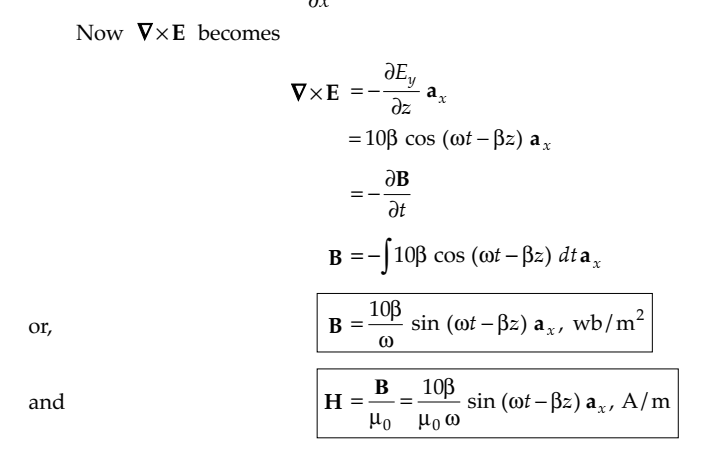 ∂x
Now ∇×E becomes
∇×E = −∂E_y/∂z a_x
= 10β cos (ωt − βz) a_x
= −∂B/∂t
B = −∫10β cos (ωt − βz) dt a_x
or, B = 10β/ω sin (ωt − βz) a_x, wb/m²
and H = B/μ₀ = 10β/μ₀ ω sin (ωt − βz) a_x, A/m